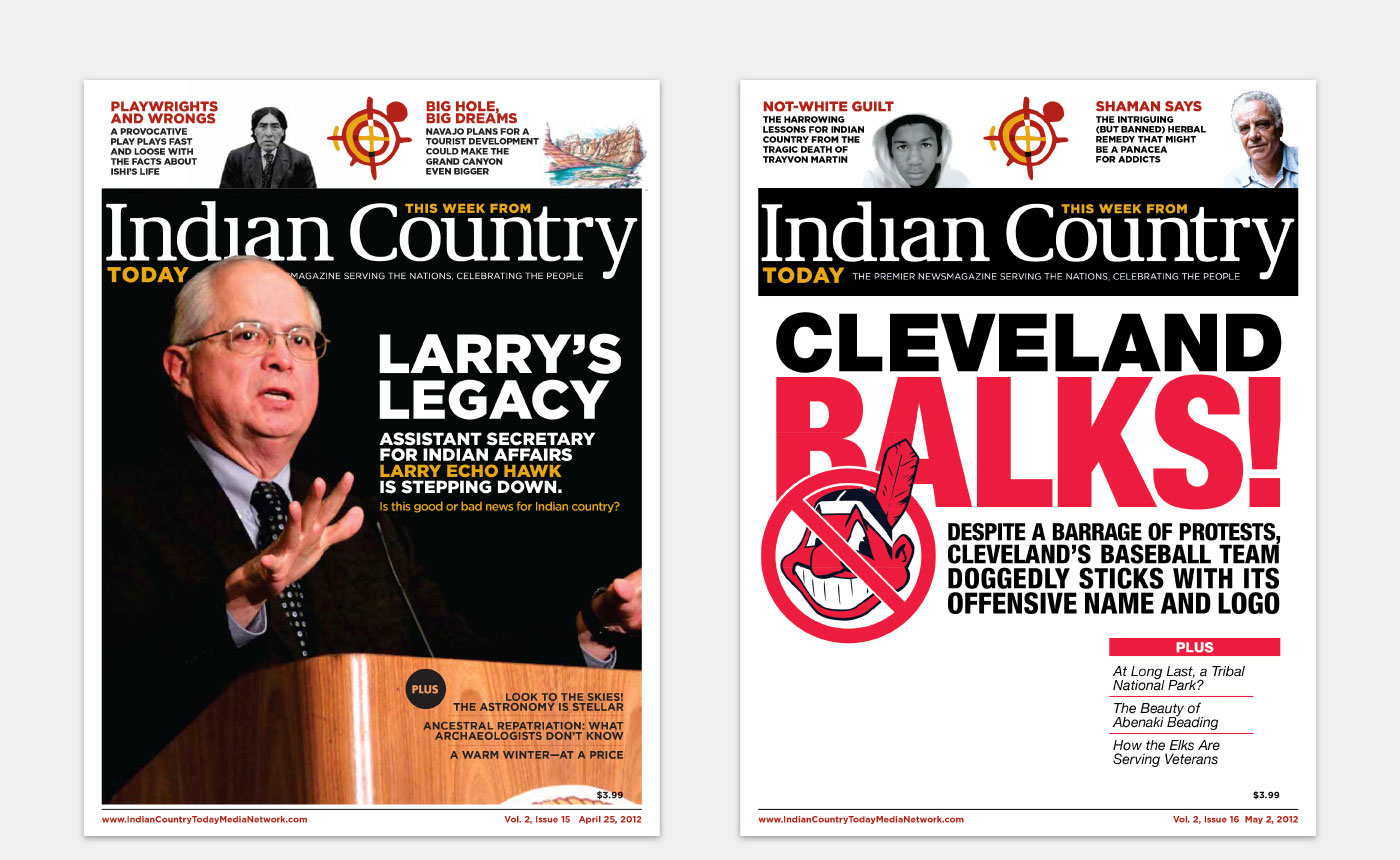 PLAYWRIGHTS
AND WRONGS
A PROVOCATIVE
PLAY PLAYS FAST
AND LOOSE WITH
THE FACTS ABOUT
ISHI'S LIFE
BIG HOLE,
BIG DREAMS
NAVAJO PLANS FOR A
TOURIST DEVELOPMENT
COULD MAKE THE
GRAND CANYON
EVEN BIGGER
THIS WEEK FROM
Indian Country
TODAY
MAGAZINE SERVING THE NATIONS, CELEBRATING THE PEOPLE
LARRY'S
LEGACY
ASSISTANT SECRETARY
FOR INDIAN AFFAIRS
LARRY ECHO HAWK
IS STEPPING DOWN.
Is this good or bad news for Indian country?
PLUS
LOOK TO THE SKIES!
THE ASTRONOMY IS STELLAR
ANCESTRAL REPATRIATION: WHAT
ARCHAEOLOGISTS DON'T KNOW
A WARM WINTER—AT A PRICE
$3.99
www.IndianCountryTodayMediaNetwork.com
Vol. 2, Issue 15 April 25, 2012
NOT-WHITE GUILT
THE HARROWING
LESSONS FOR INDIAN
COUNTRY FROM THE
TRAGIC DEATH OF
TRAYVON MARTIN
SHAMAN SAYS
THE INTRIGUING
(BUT BANNED) HERBAL
REMEDY THAT MIGHT
BE A PANACEA
FOR ADDICTS
THIS WEEK FROM
Indian Country
TODAY THE PREMIER NEWSMAGAZINE SERVING THE NATIONS, CELEBRATING THE PEOPLE
CLEVELAND
BALKS!
DESPITE A BARRAGE OF PROTESTS,
CLEVELAND'S BASEBALL TEAM
DOGGEDLY STICKS WITH ITS
OFFENSIVE NAME AND LOGO
PLUS
At Long Last, a Tribal
National Park?
The Beauty of
Abenaki Beading
How the Elks Are
Serving Veterans
$3.99
www.IndianCountryTodayMediaNetwork.com
Vol. 2, Issue 16 May 2, 2012